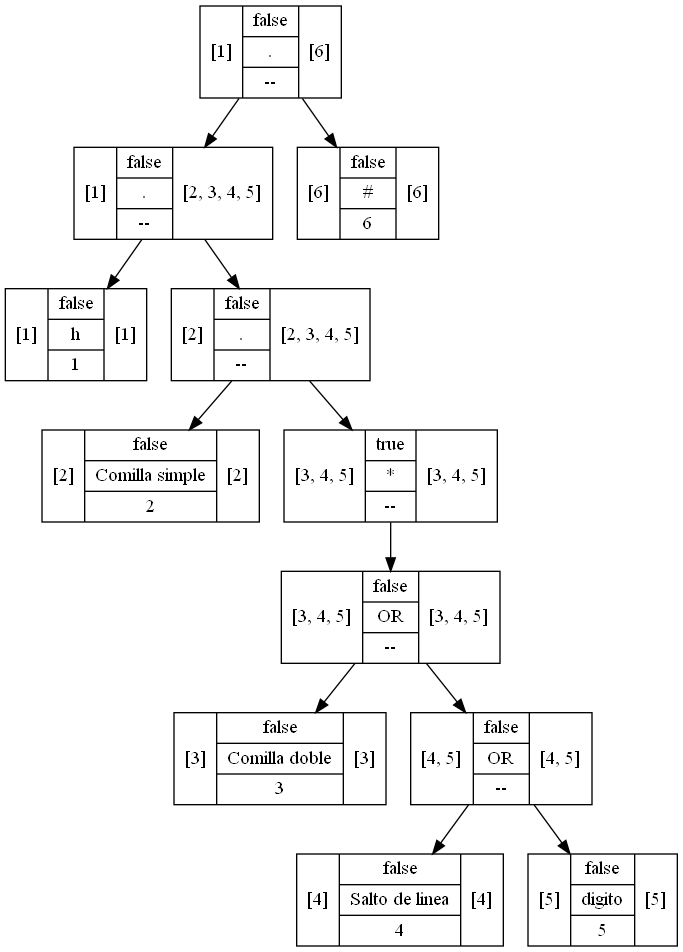 false
[1] . [6]
--
false
[1] . [2, 3, 4, 5]
--
false
[6] # [6]
6
false
[1] h [1]
1
false
[2] . [2, 3, 4, 5]
--
false
[2] Comilla simple [2]
2
true
[3, 4, 5] * [3, 4, 5]
--
false
[3, 4, 5] OR [3, 4, 5]
--
false
[3] Comilla doble [3]
3
false
[4, 5] OR [4, 5]
--
false
[4] Salto de linea [4]
4
false
[5] digito [5]
5